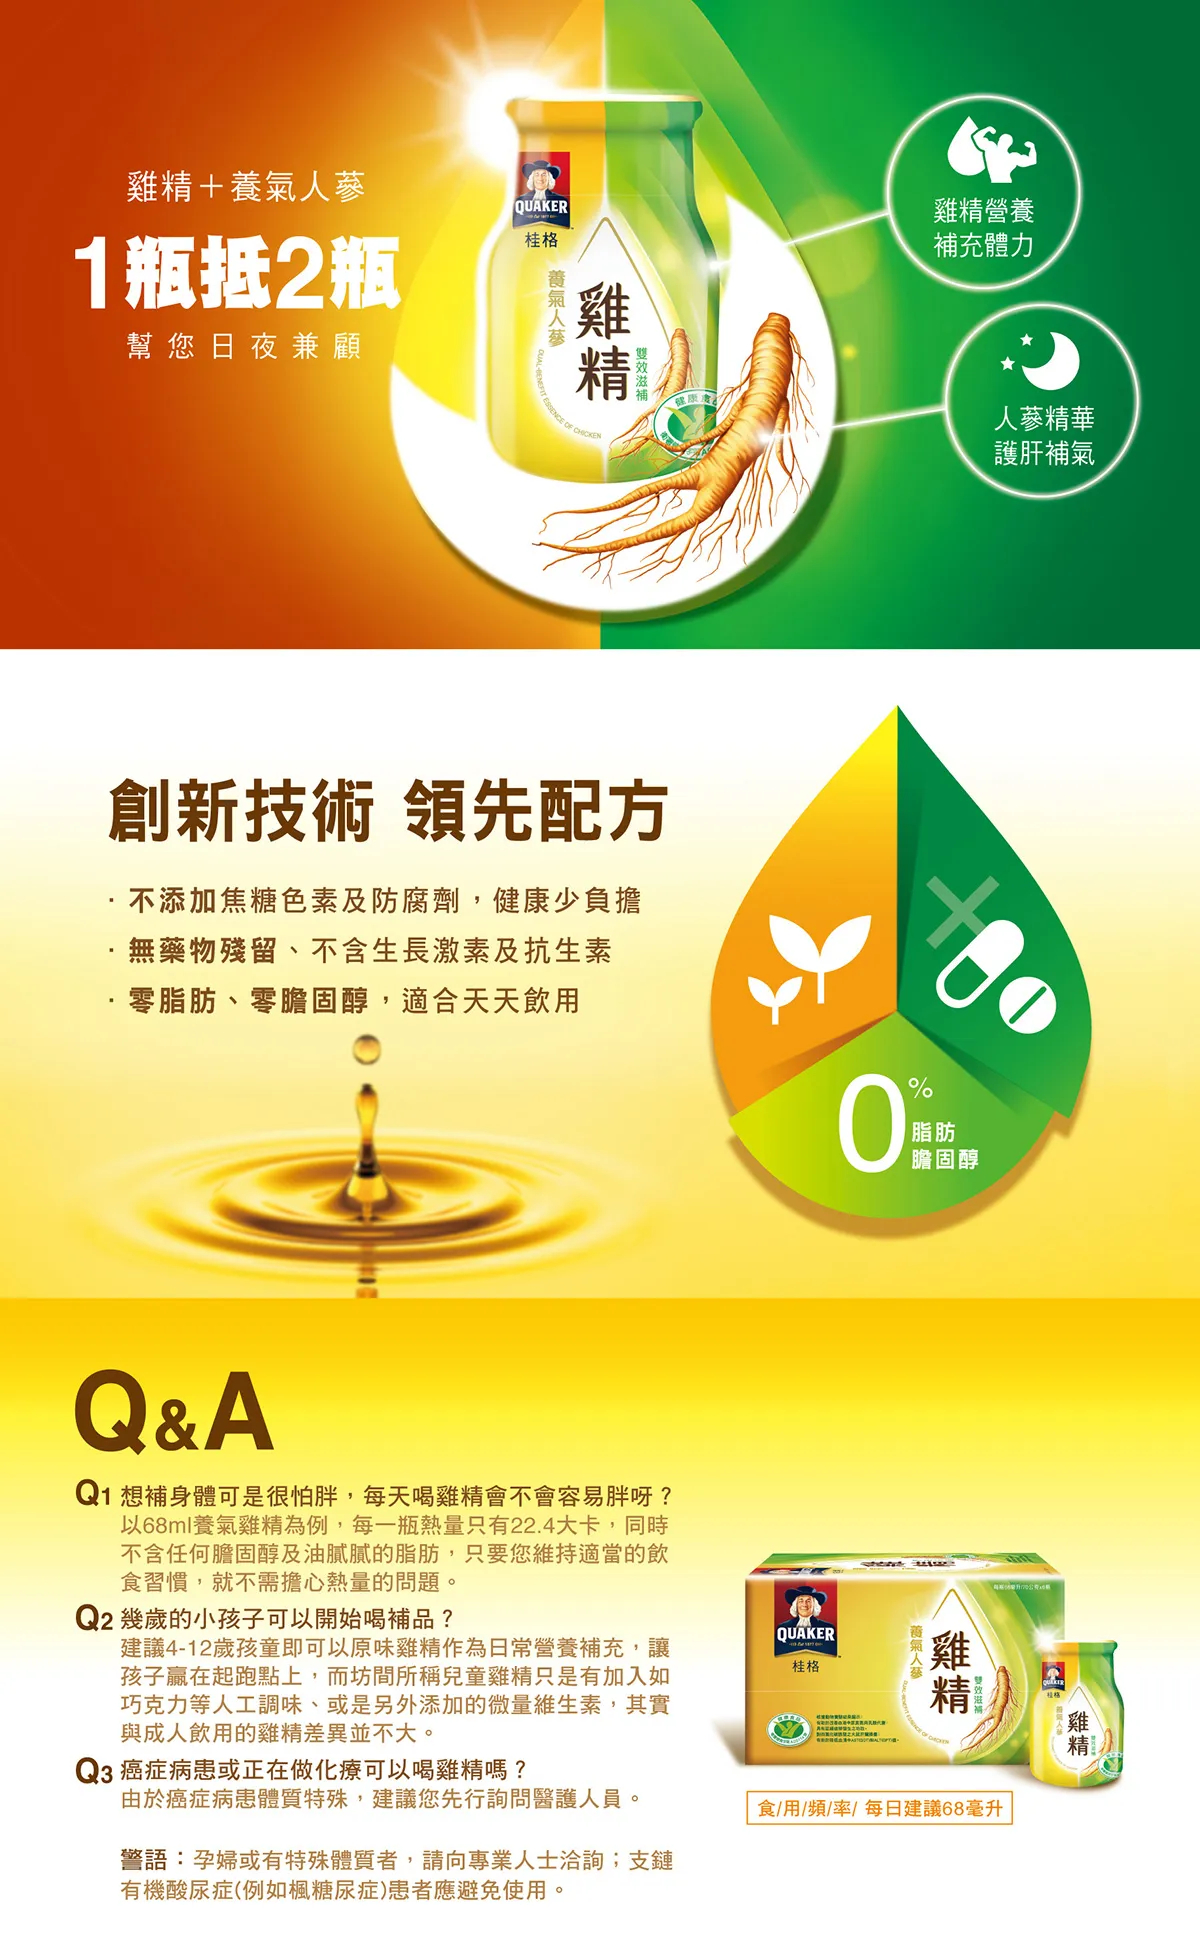 雞精＋養氣人蔘
1瓶抵2瓶
幫您日夜兼顧
QUAKER
桂格
養氣人蔘
雞精
雙效滋補
DUAL-BENEFIT ESSENCE OF CHICKEN
雞精營養
補充體力
人蔘精華
護肝補氣
創新技術 領先配方
· 不添加焦糖色素及防腐劑，健康少負擔
· 無藥物殘留、不含生長激素及抗生素
· 零脂肪、零膽固醇，適合天天飲用
0%
脂肪
膽固醇
Q&A
Q1 想補身體可是很怕胖，每天喝雞精會不會容易胖呀？
以68ml養氣雞精為例，每一瓶熱量只有22.4大卡，同時
不含任何膽固醇及油膩膩的脂肪，只要您維持適當的飲
食習慣，就不需擔心熱量的問題。
Q2 幾歲的小孩子可以開始喝補品？
建議4-12歲孩童即可以原味雞精作為日常營養補充，讓
孩子贏在起跑點上，而坊間所稱兒童雞精只是有加入如
巧克力等人工調味、或是另外添加的微量維生素，其實
與成人飲用的雞精差異並不大。
Q3 癌症病患或正在做化療可以喝雞精嗎？
由於癌症病患體質特殊，建議您先行詢問醫護人員。
警語：孕婦或有特殊體質者，請向專業人士洽詢；支鏈
有機酸尿症(例如楓糖尿症)患者應避免使用。
QUAKER
桂格
養氣人蔘
雞精
雙效滋補
QUAKER
桂格
養氣人蔘
雞精
食/用/頻/率/ 每日建議68毫升